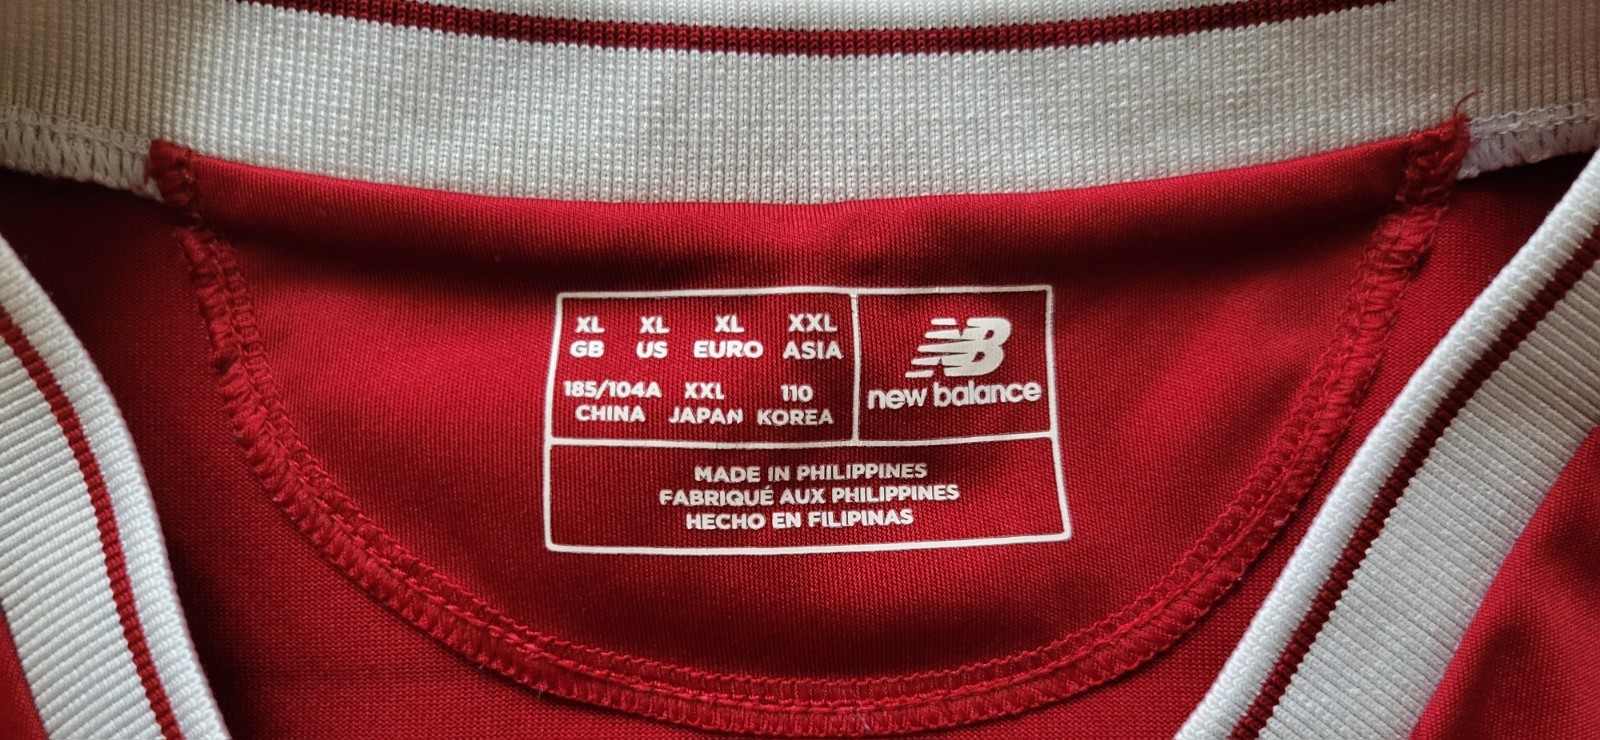 XL XL XL XXL
GB US EURO ASIA
185/104A XXL 110
CHINA JAPAN KOREA
NB
new balance
MADE IN PHILIPPINES
FABRIQUÉ AUX PHILIPPINES
HECHO EN FILIPINAS